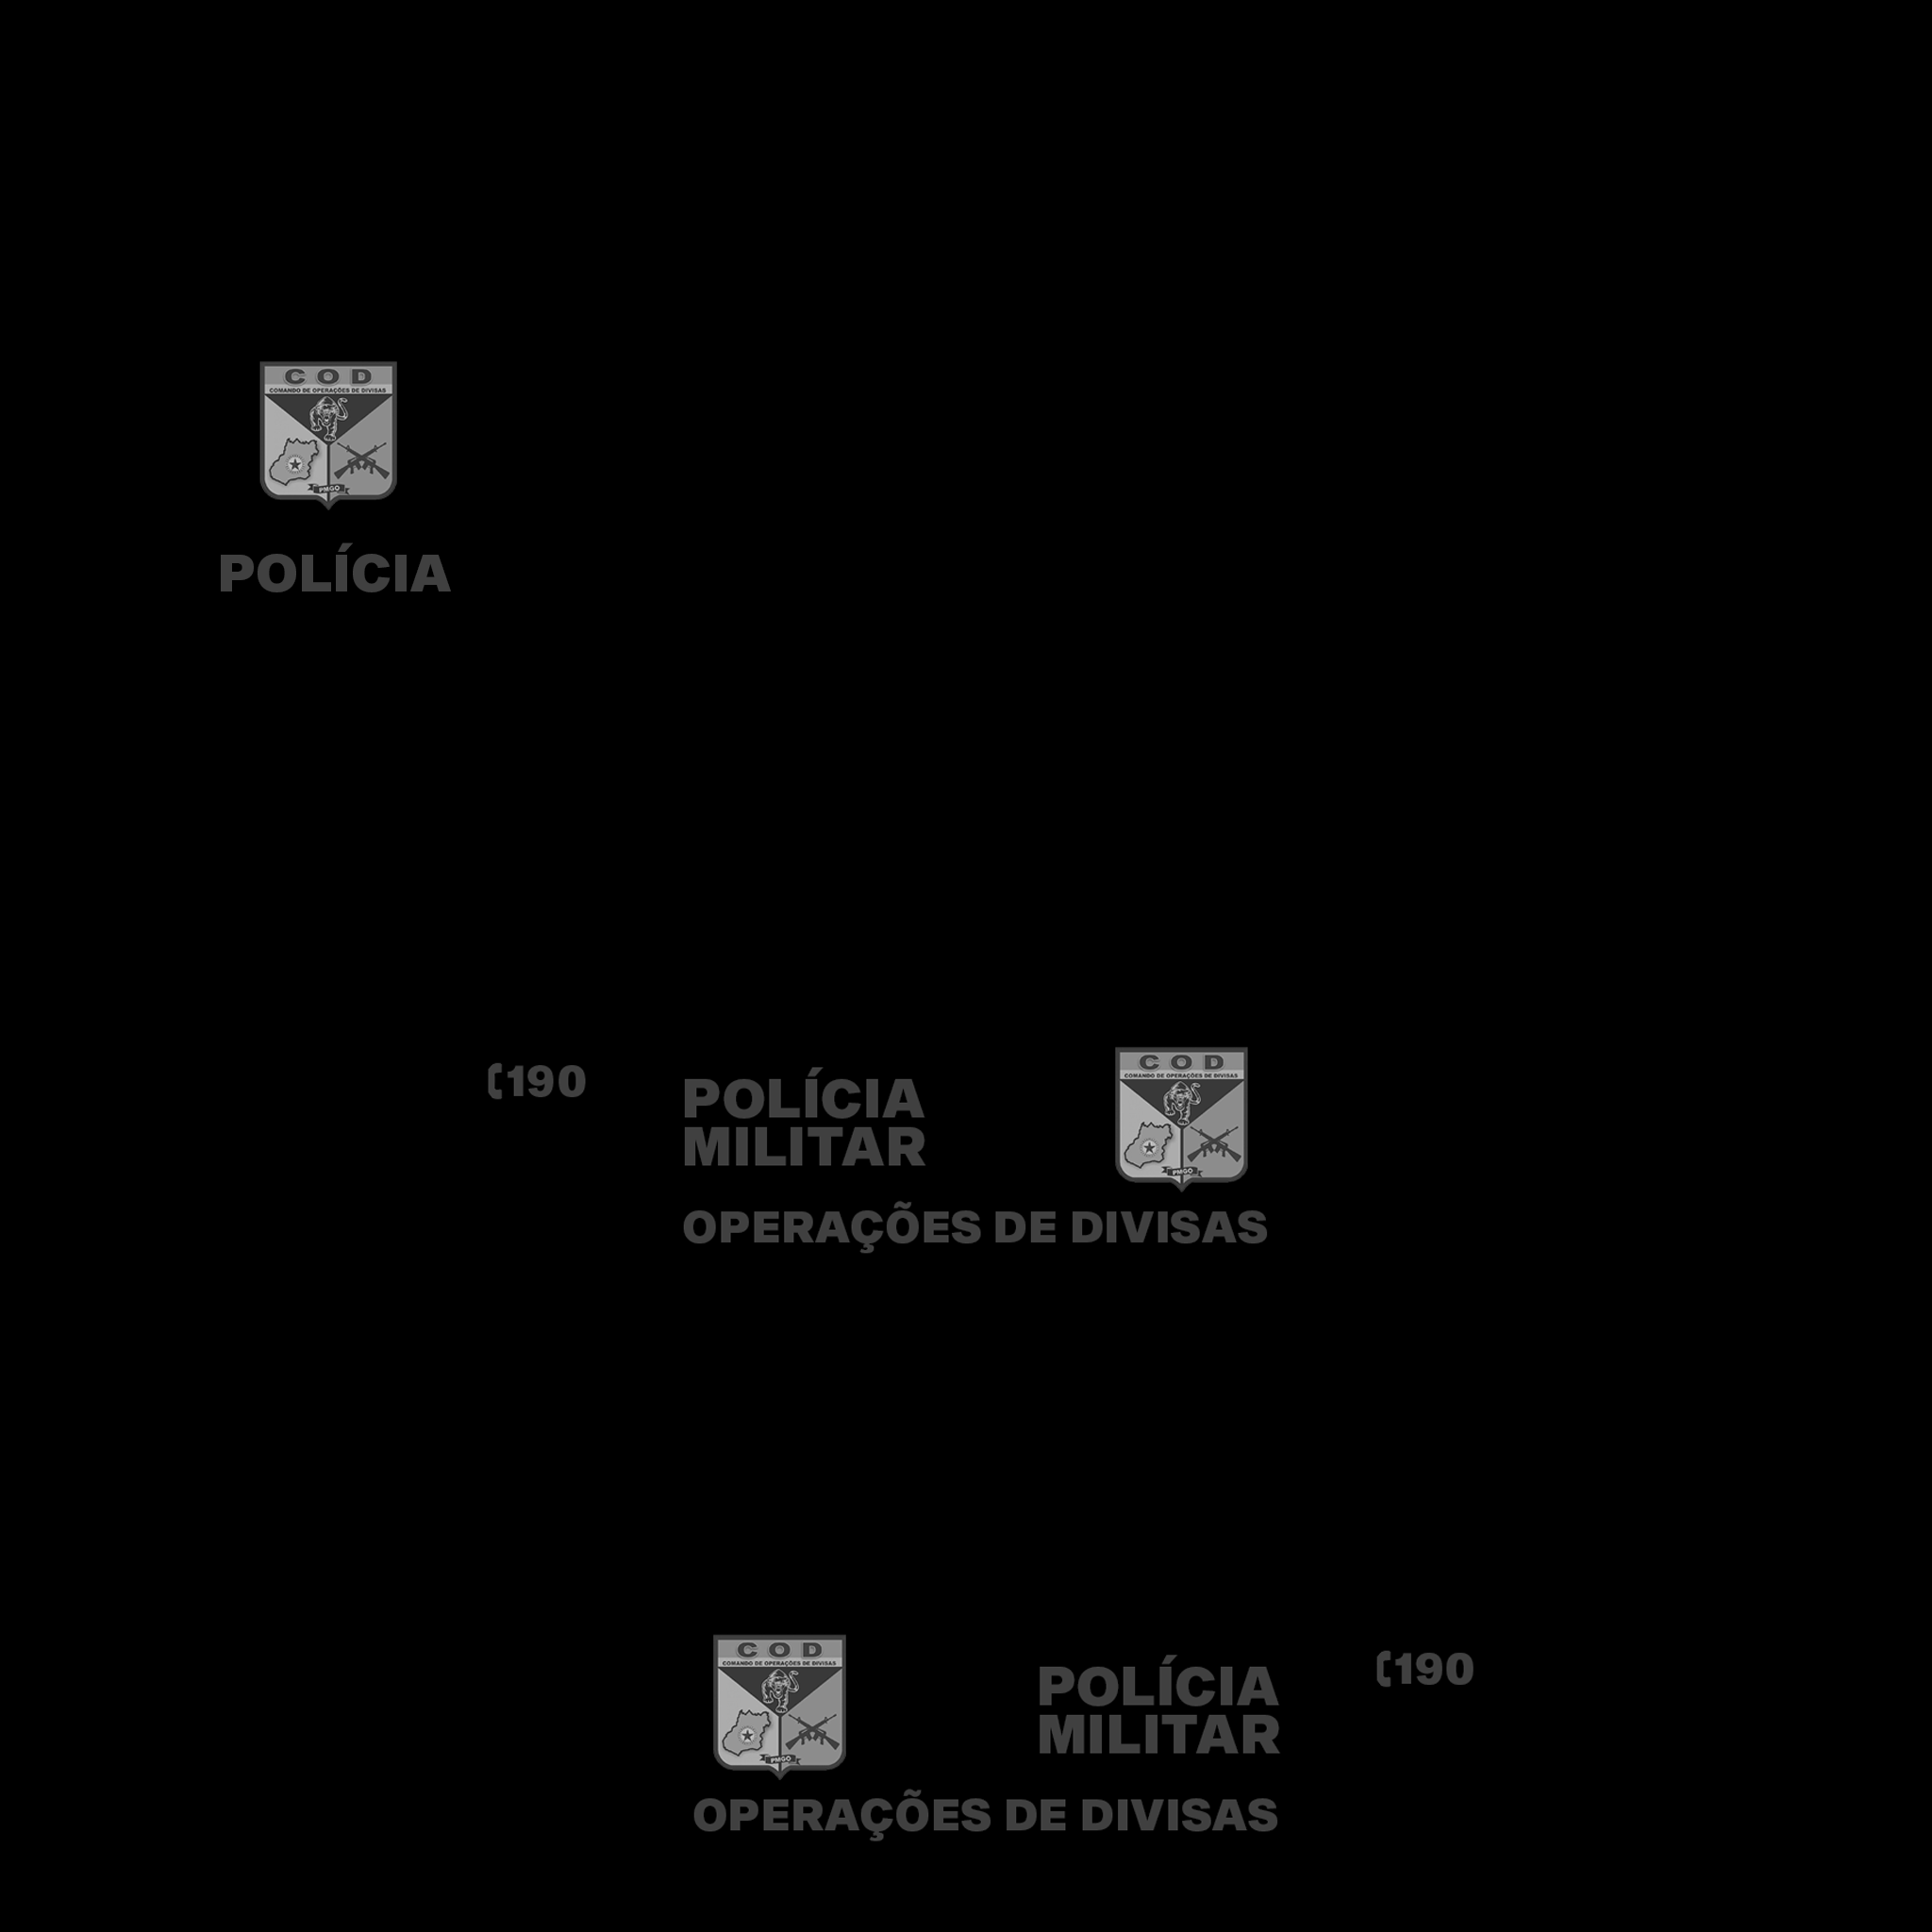 COD
COMANDO DE OPERAÇÕES DE DIVISAS
PMGO
POLÍCIA
190
POLÍCIA
MILITAR
COD
COMANDO DE OPERAÇÕES DE DIVISAS
PMGO
OPERAÇÕES DE DIVISAS
COD
COMANDO DE OPERAÇÕES DE DIVISAS
PMGO
POLÍCIA
MILITAR
190
OPERAÇÕES DE DIVISAS